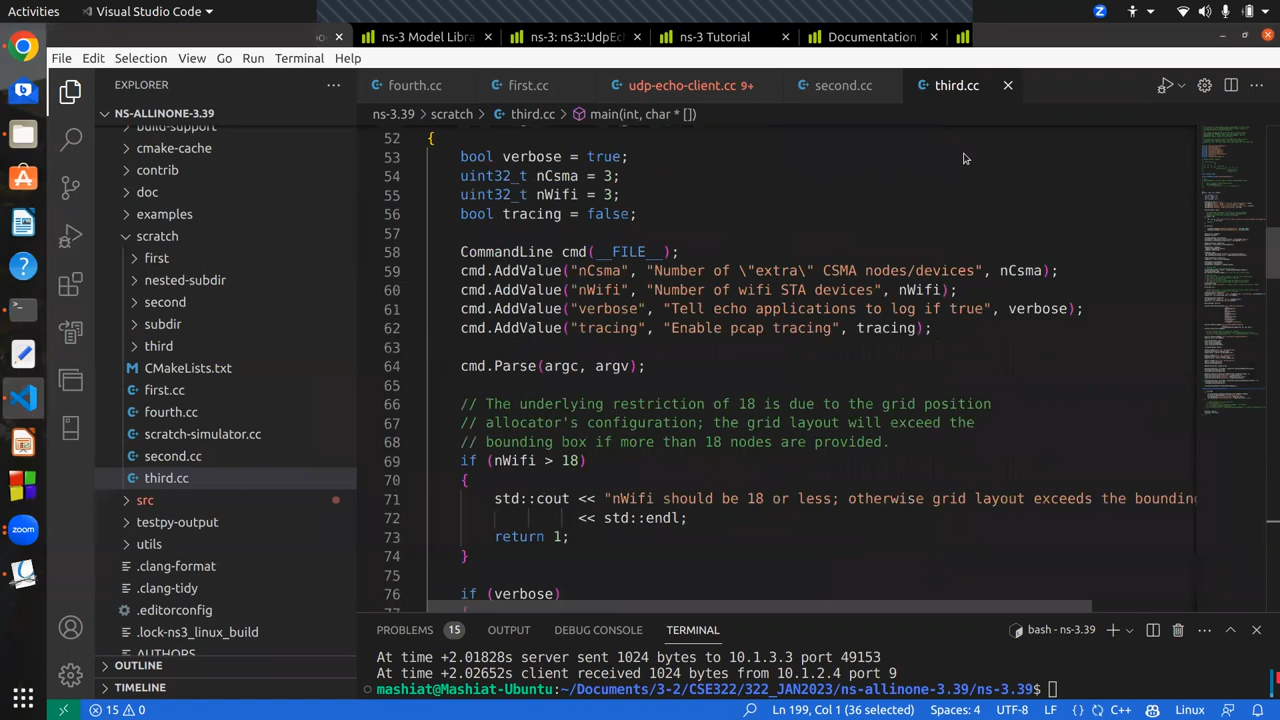 Activities
Visual Studio Code
ns-3 Model Libra
ns-3: ns3::UdpEc
ns-3 Tutorial
Documentation
File Edit Selection View Go Run Terminal Help
EXPLORER
fourth.cc
first.cc
udp-echo-client.cc 9+
second.cc
third.cc
NS-ALLINONE-3.39
ns-3.39 > scratch > third.cc > main(int, char * [])
build-support
cmake-cache
contrib
doc
examples
scratch
first
nested-subdir
second
subdir
third
CMakeLists.txt
first.cc
fourth.cc
scratch-simulator.cc
second.cc
third.cc
src
testpy-output
utils
.clang-format
.clang-tidy
.editorconfig
.lock-ns3_linux_build
AUTHORS
OUTLINE
TIMELINE
52 {
53 bool verbose = true;
54 uint32_t nCsma = 3;
55 uint32_t nWifi = 3;
56 bool tracing = false;
57
58 CommandLine cmd(__FILE__);
59 cmd.AddValue("nCsma", "Number of \"extra\" CSMA nodes/devices", nCsma);
60 cmd.AddValue("nWifi", "Number of wifi STA devices", nWifi);
61 cmd.AddValue("verbose", "Tell echo applications to log if true", verbose);
62 cmd.AddValue("tracing", "Enable pcap tracing", tracing);
63
64 cmd.Parse(argc, argv);
65
66 // The underlying restriction of 18 is due to the grid position
67 // allocator's configuration; the grid layout will exceed the
68 // bounding box if more than 18 nodes are provided.
69 if (nWifi > 18)
70 {
71 std::cout << "nWifi should be 18 or less; otherwise grid layout exceeds the bounding
72 << std::endl;
73 return 1;
74 }
75
76 if (verbose)
77 {
PROBLEMS 15 OUTPUT DEBUG CONSOLE TERMINAL
bash - ns-3.39
At time +2.01828s server sent 1024 bytes to 10.1.3.3 port 49153
At time +2.02652s client received 1024 bytes from 10.1.2.4 port 9
mashiat@Mashiat-Ubuntu:~/Documents/3-2/CSE322/322_JAN2023/ns-allinone-3.39/ns-3.39$
15 0
Ln 199, Col 1 (36 selected)
Spaces: 4
UTF-8
LF
{} C++
Linux
zoom